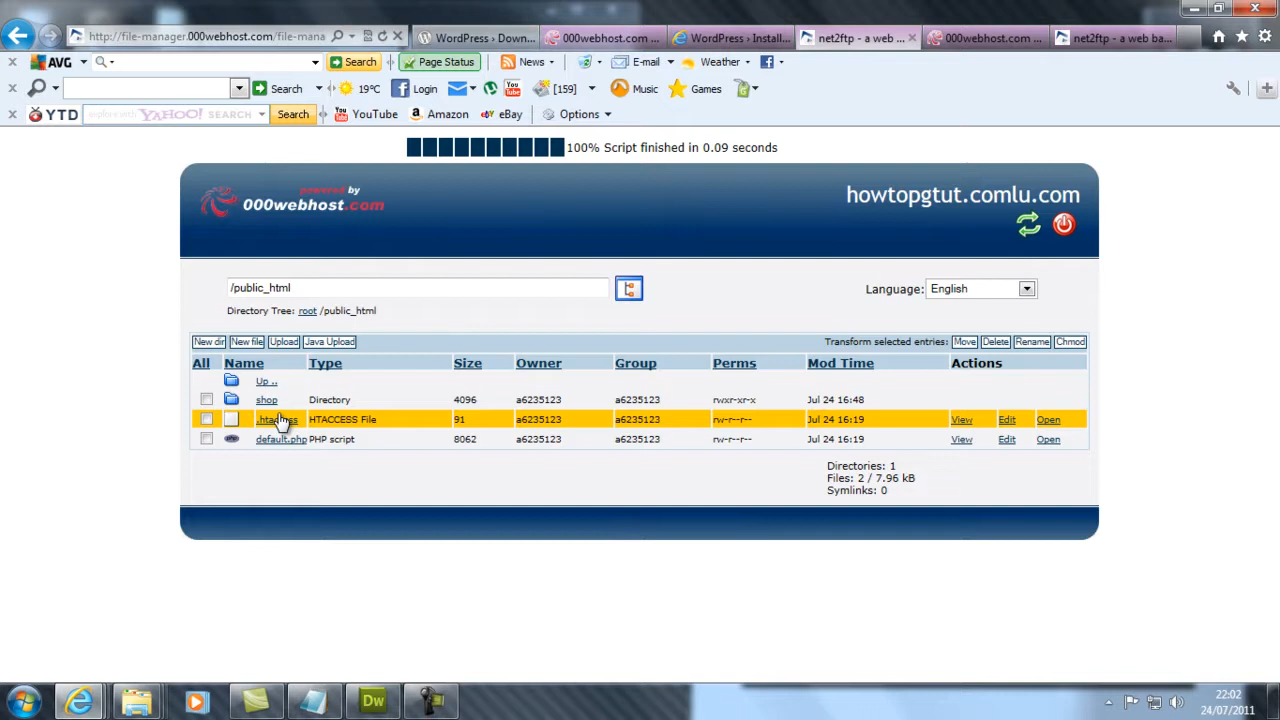 http://file-manager.000webhost.com/file-mana
WordPress › Down...
000webhost.com ...
WordPress › Install...
net2ftp - a web ...
000webhost.com ...
net2ftp - a web ba...
AVG
Search
Page Status
News
E-mail
Weather
Search
19°C
Login
[159]
Music
Games
YTD
explore with YAHOO! SEARCH
Search
YouTube
Amazon
eBay
Options
100% Script finished in 0.09 seconds
powered by
000webhost.com
howtopgtut.comlu.com
/public_html
Language: English
Directory Tree: root /public_html
New dir New file Upload Java Upload Transform selected entries: Move Delete Rename Chmod
All Name Type Size Owner Group Perms Mod Time Actions
Up ..
shop Directory 4096 a6235123 a6235123 rwxr-xr-x Jul 24 16:48
.htaccess HTACCESS File 91 a6235123 a6235123 rw-r--r-- Jul 24 16:19 View Edit Open
default.php PHP script 8062 a6235123 a6235123 rw-r--r-- Jul 24 16:19 View Edit Open
Directories: 1
Files: 2 / 7.96 kB
Symlinks: 0
Dw
22:02
24/07/2011